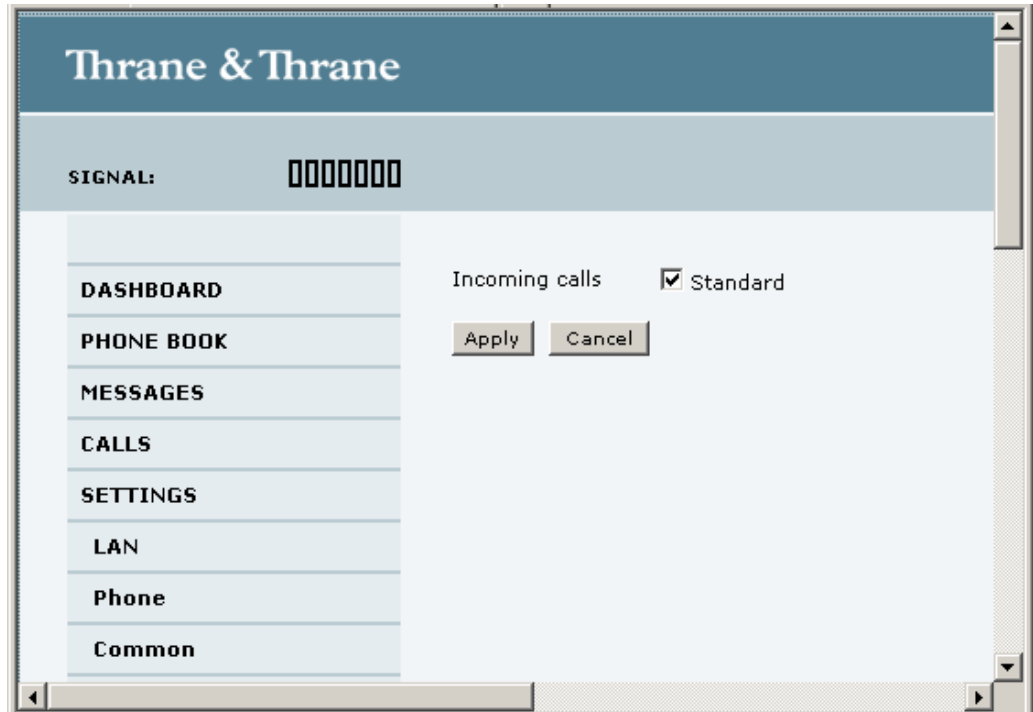 Thrane & Thrane
SIGNAL:
DASHBOARD
PHONE BOOK
MESSAGES
CALLS
SETTINGS
LAN
Phone
Common
Incoming calls Standard
Apply Cancel